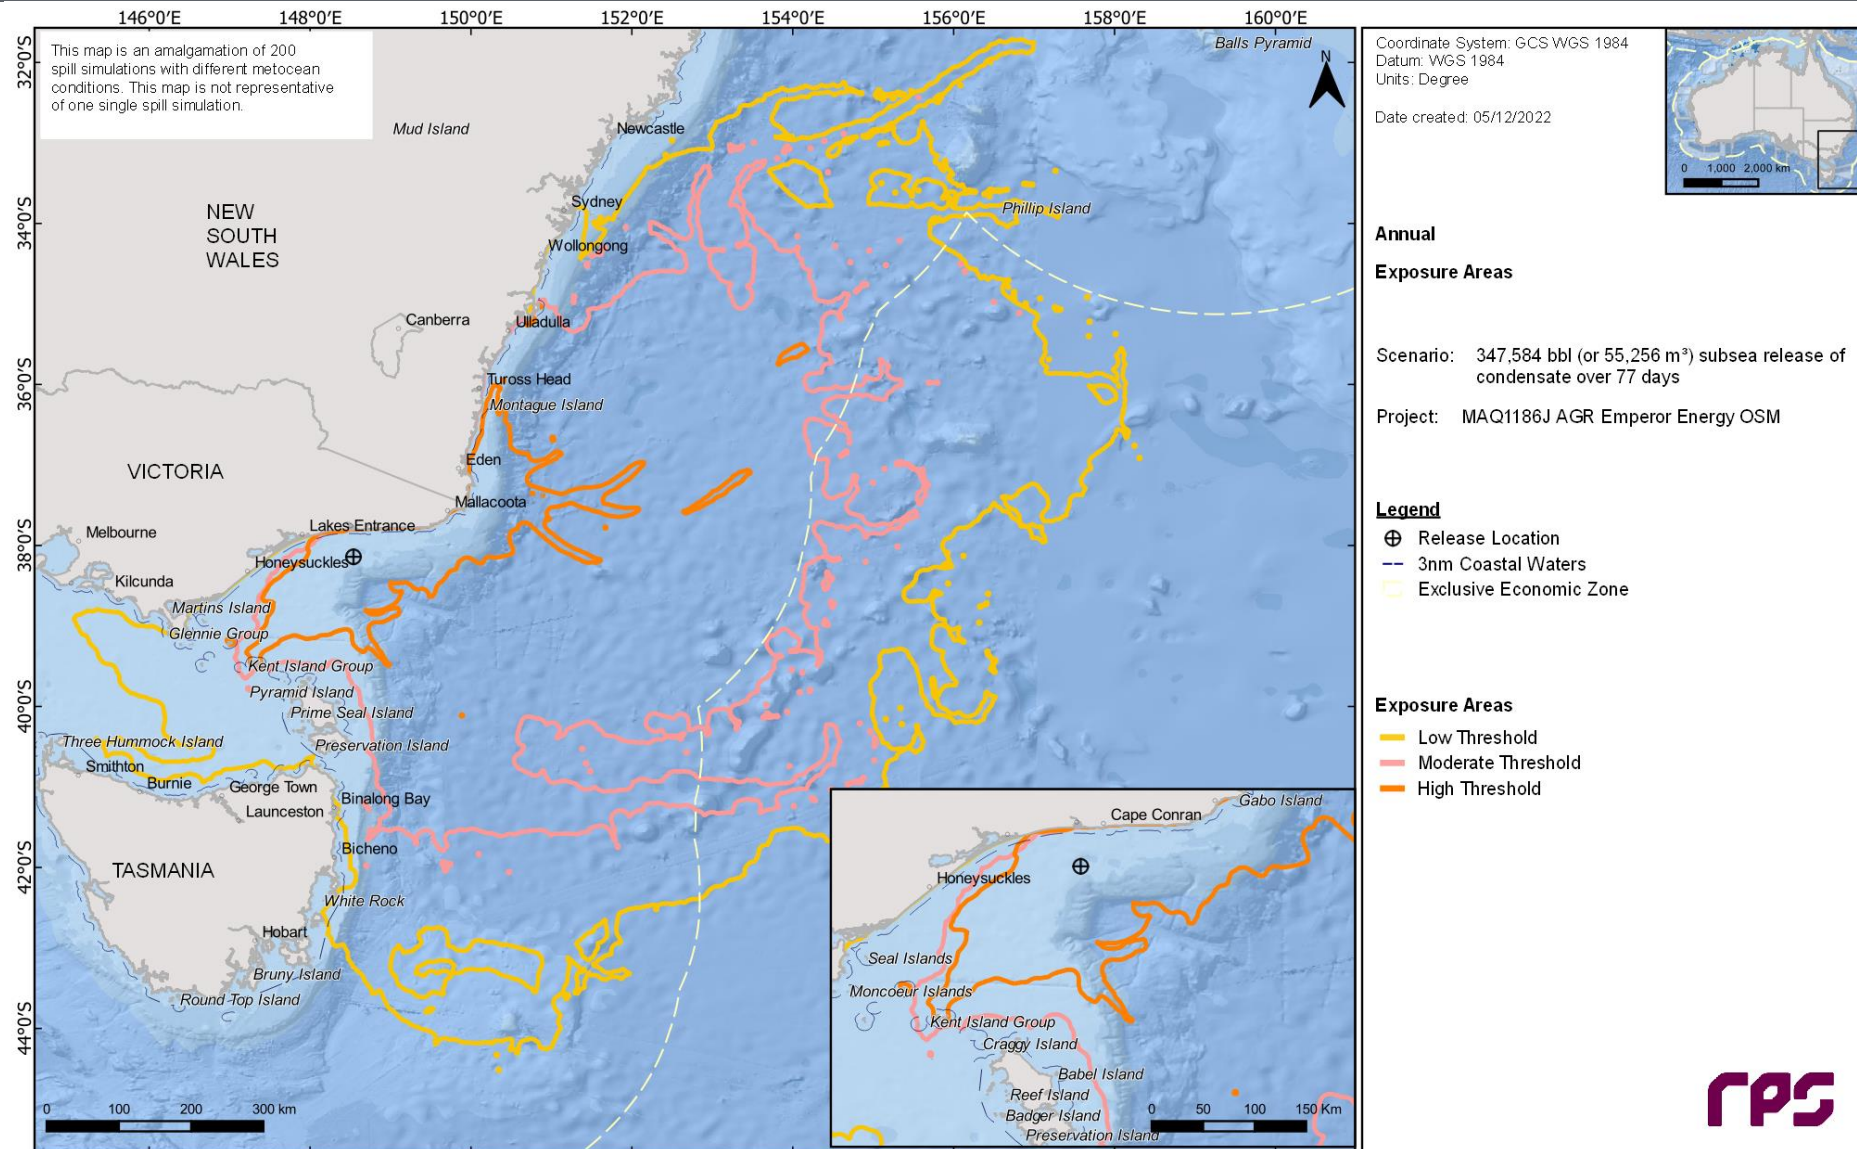 146°0'E 148°0'E 150°0'E 152°0'E 154°0'E 156°0'E 158°0'E 160°0'E
32°0'S
34°0'S
36°0'S
38°0'S
40°0'S
42°0'S
44°0'S
This map is an amalgamation of 200
spill simulations with different metocean
conditions. This map is not representative
of one single spill simulation.
Balls Pyramid
N
Mud Island
Newcastle
Sydney
Phillip Island
NEW
SOUTH
WALES
Wollongong
Canberra
Ulladulla
Tuross Head
Montague Island
Eden
VICTORIA
Mallacoota
Lakes Entrance
Melbourne
Honeysuckles
Kilcunda
Martins Island
Glennie Group
Kent Island Group
Pyramid Island
Prime Seal Island
Three Hummock Island
Preservation Island
Smithton
Burnie
George Town
Binalong Bay
Launceston
Bicheno
TASMANIA
White Rock
Hobart
Bruny Island
Round Top Island
0 100 200 300 km
Gabo Island
Cape Conran
Honeysuckles
Seal Islands
Moncoeur Islands
Kent Island Group
Craggy Island
Babel Island
Reef Island
Badger Island
Preservation Island
0 50 100 150 Km
Coordinate System: GCS WGS 1984
Datum: WGS 1984
Units: Degree
Date created: 05/12/2022
0 1,000 2,000 km
Annual
Exposure Areas
Scenario: 347,584 bbl (or 55,256 m³) subsea release of
condensate over 77 days
Project: MAQ1186J AGR Emperor Energy OSM
Legend
Release Location
3nm Coastal Waters
Exclusive Economic Zone
Exposure Areas
Low Threshold
Moderate Threshold
High Threshold
rps